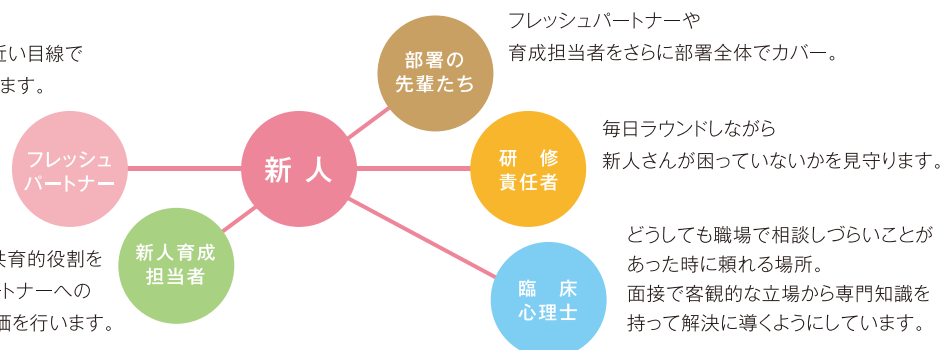 フレッシュパートナーや
育成担当者をさらに部署全体でカバー。
近い目線で
ます。
部署の
先輩たち
毎日ラウンドしながら
新人さんが困っていないかを見守ります。
フレッシュ
パートナー
新 人
研 修
責任者
新人育成
担当者
共育的役割を
ートナーへの
価を行います。
どうしても職場で相談しづらいことが
あった時に頼れる場所。
面接で客観的な立場から専門知識を
持って解決に導くようにしています。
臨 床
心理士